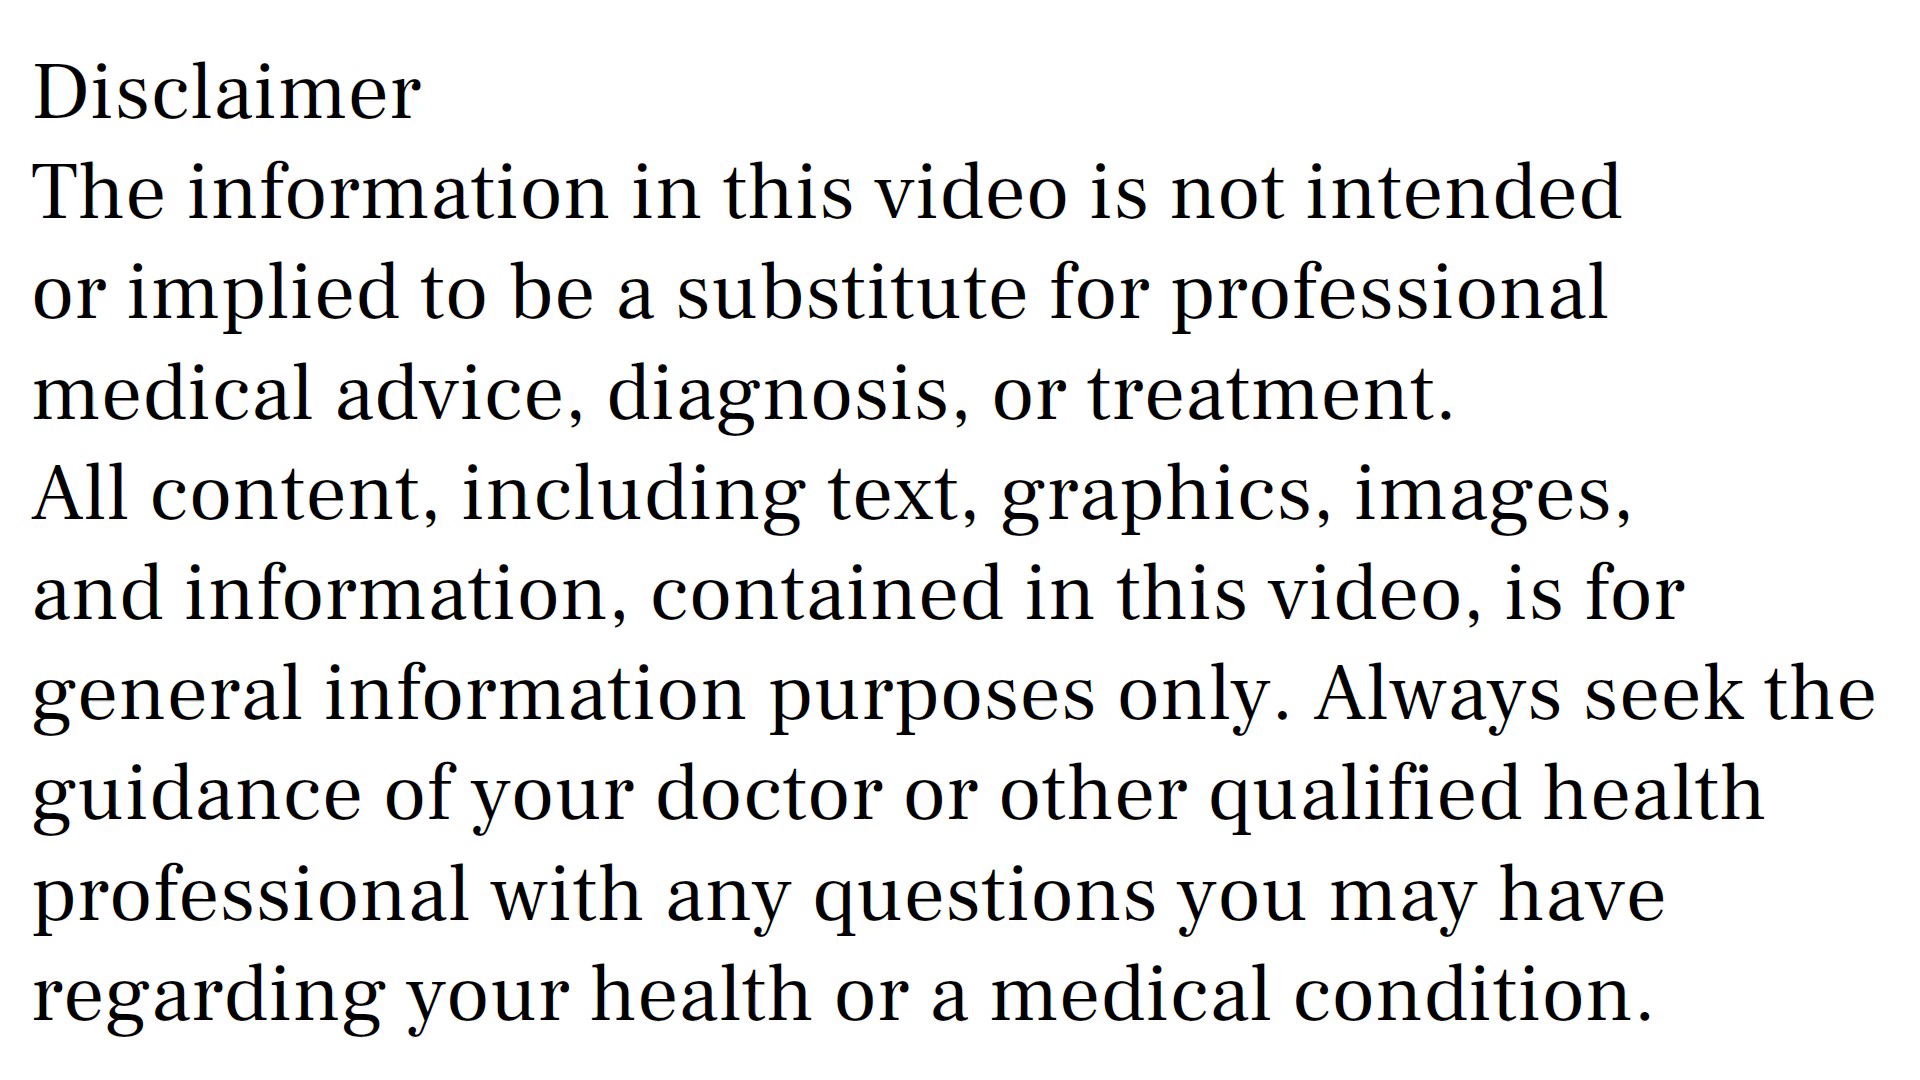 Disclaimer
The information in this video is not intended
or implied to be a substitute for professional
medical advice, diagnosis, or treatment.
All content, including text, graphics, images,
and information, contained in this video, is for
general information purposes only. Always seek the
guidance of your doctor or other qualified health
professional with any questions you may have
regarding your health or a medical condition.